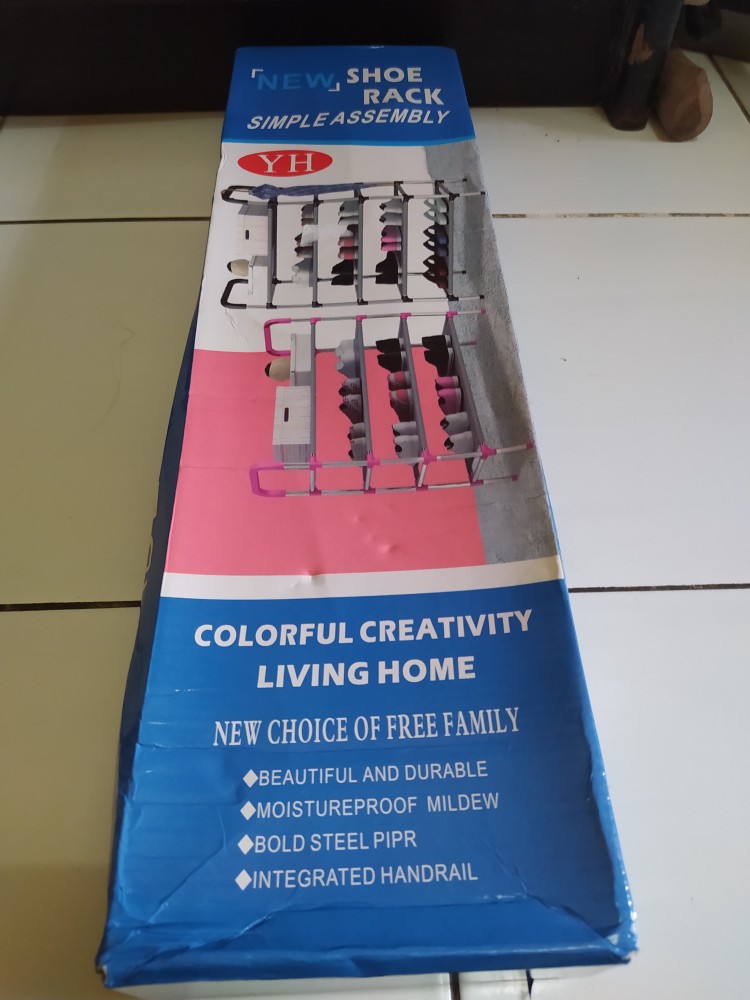 「NEW」 SHOE
RACK
SIMPLE ASSEMBLY
YH
COLORFUL CREATIVITY
LIVING HOME
NEW CHOICE OF FREE FAMILY
◆BEAUTIFUL AND DURABLE
◆MOISTUREPROOF MILDEW
◆BOLD STEEL PIPR
◆INTEGRATED HANDRAIL